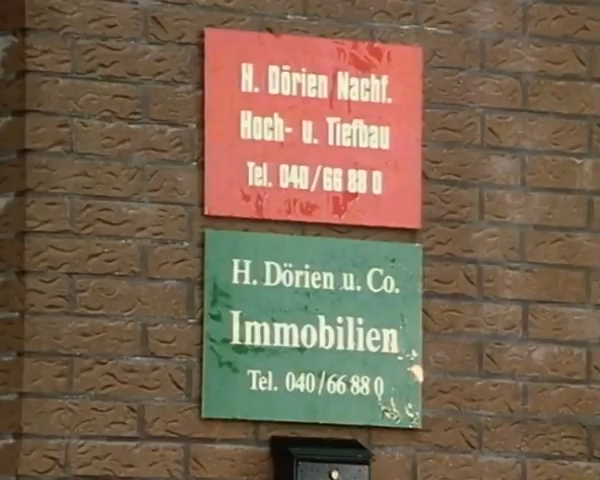 H. Dörien Nachf.
Hoch- u. Tiefbau
Tel. 040/66 88 0
H. Dörien u. Co.
Immobilien
Tel. 040/66 88 0